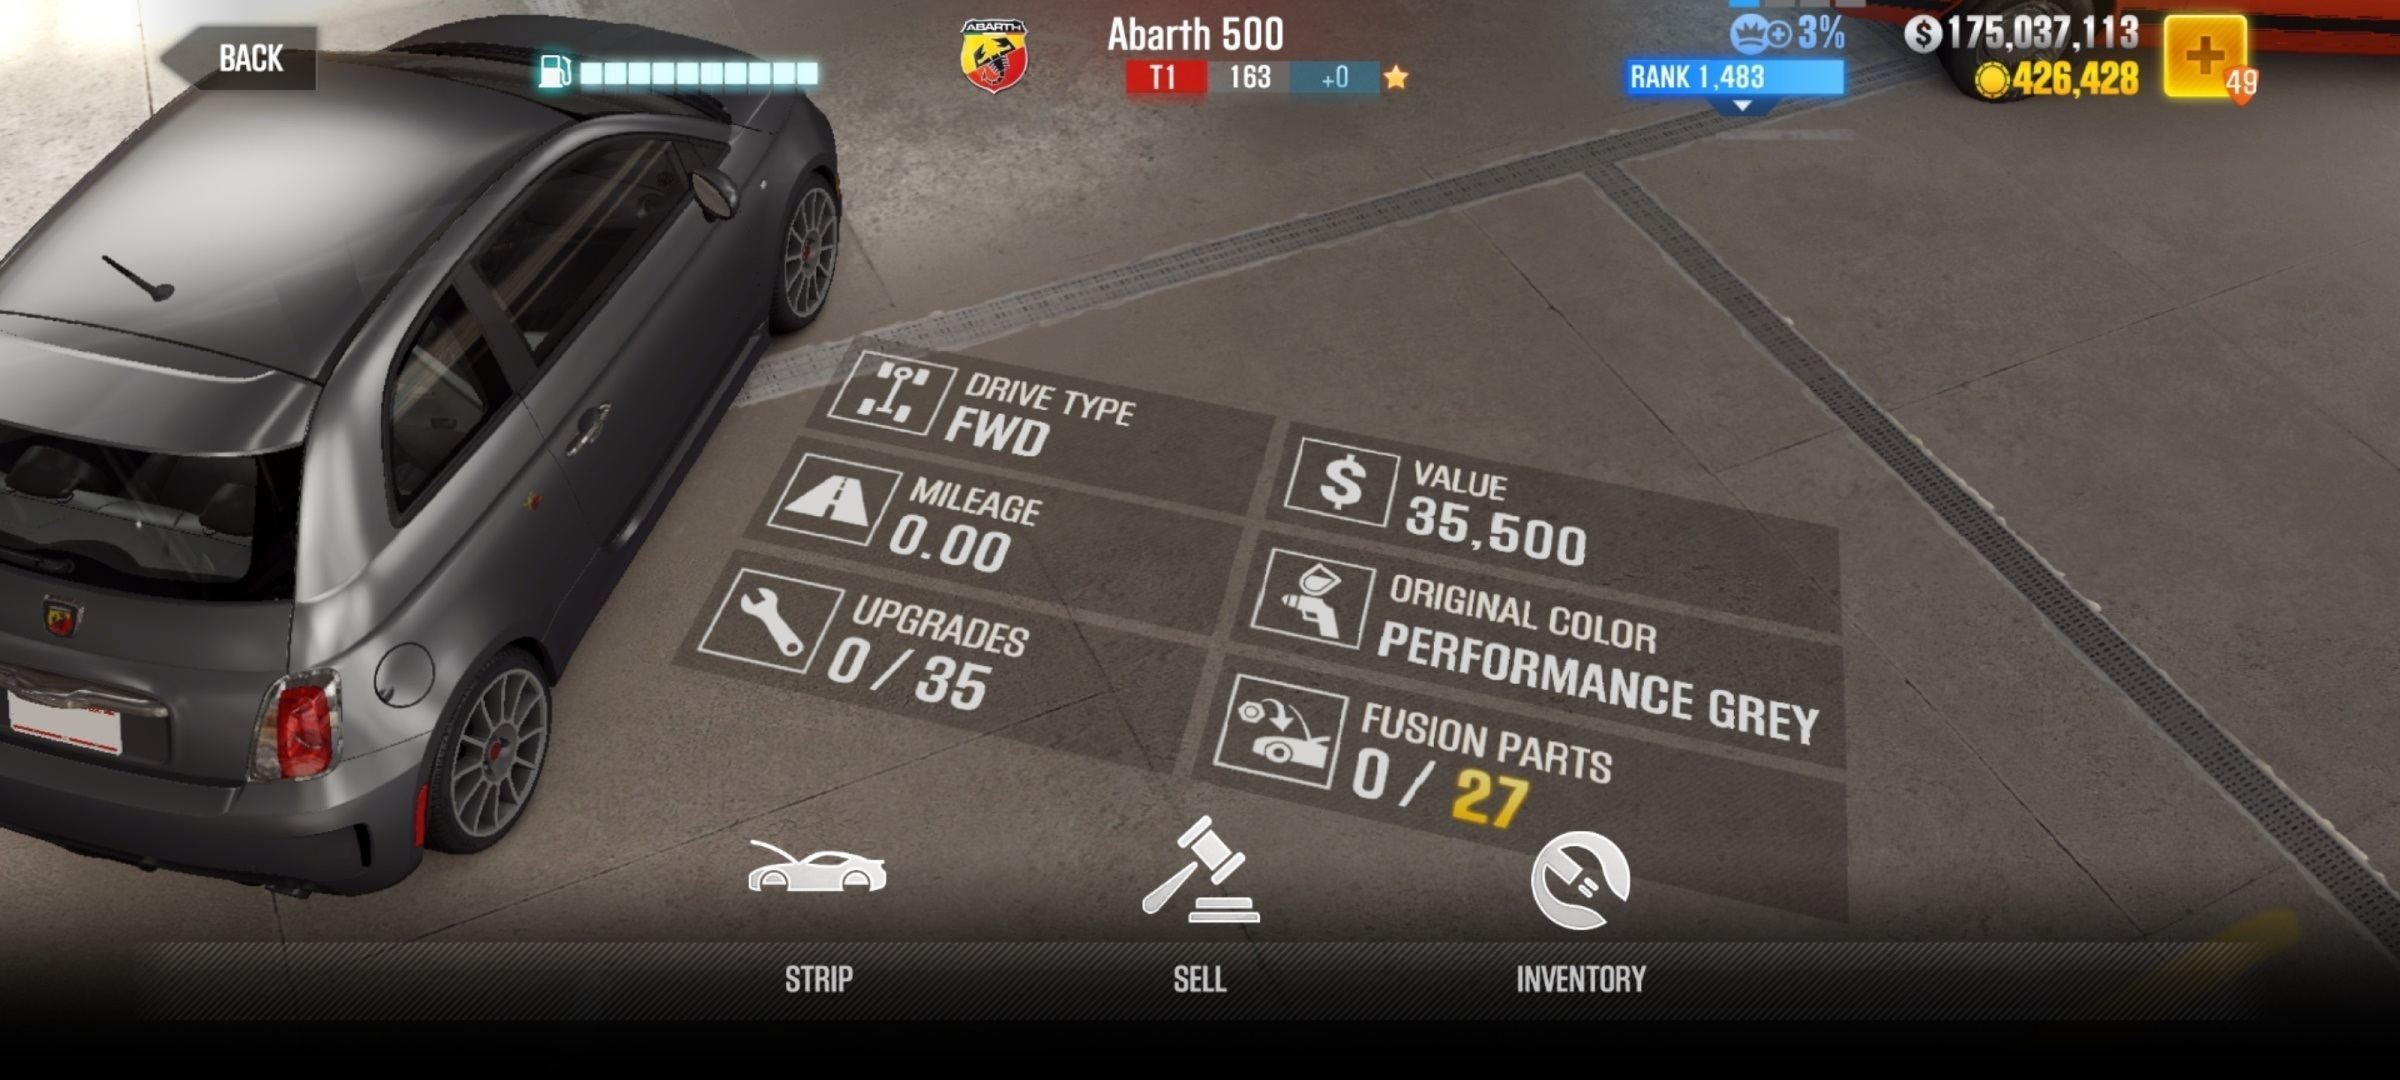 BACK
ABARTH
Abarth 500
T1 163 +0
3%
RANK 1,483
175,037,113
426,428
49
DRIVE TYPE
FWD
MILEAGE
0.00
UPGRADES
0 / 35
VALUE
35,500
ORIGINAL COLOR
PERFORMANCE GREY
FUSION PARTS
0 / 27
STRIP
SELL
INVENTORY